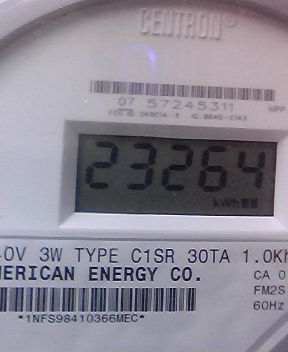 CENTRON®
07 57245311
23264
kWh
0V 3W TYPE C1SR 30TA 1.0Kh
MERICAN ENERGY CO.
CA 0
FM2S
60Hz
*1NFS98410366MEC*